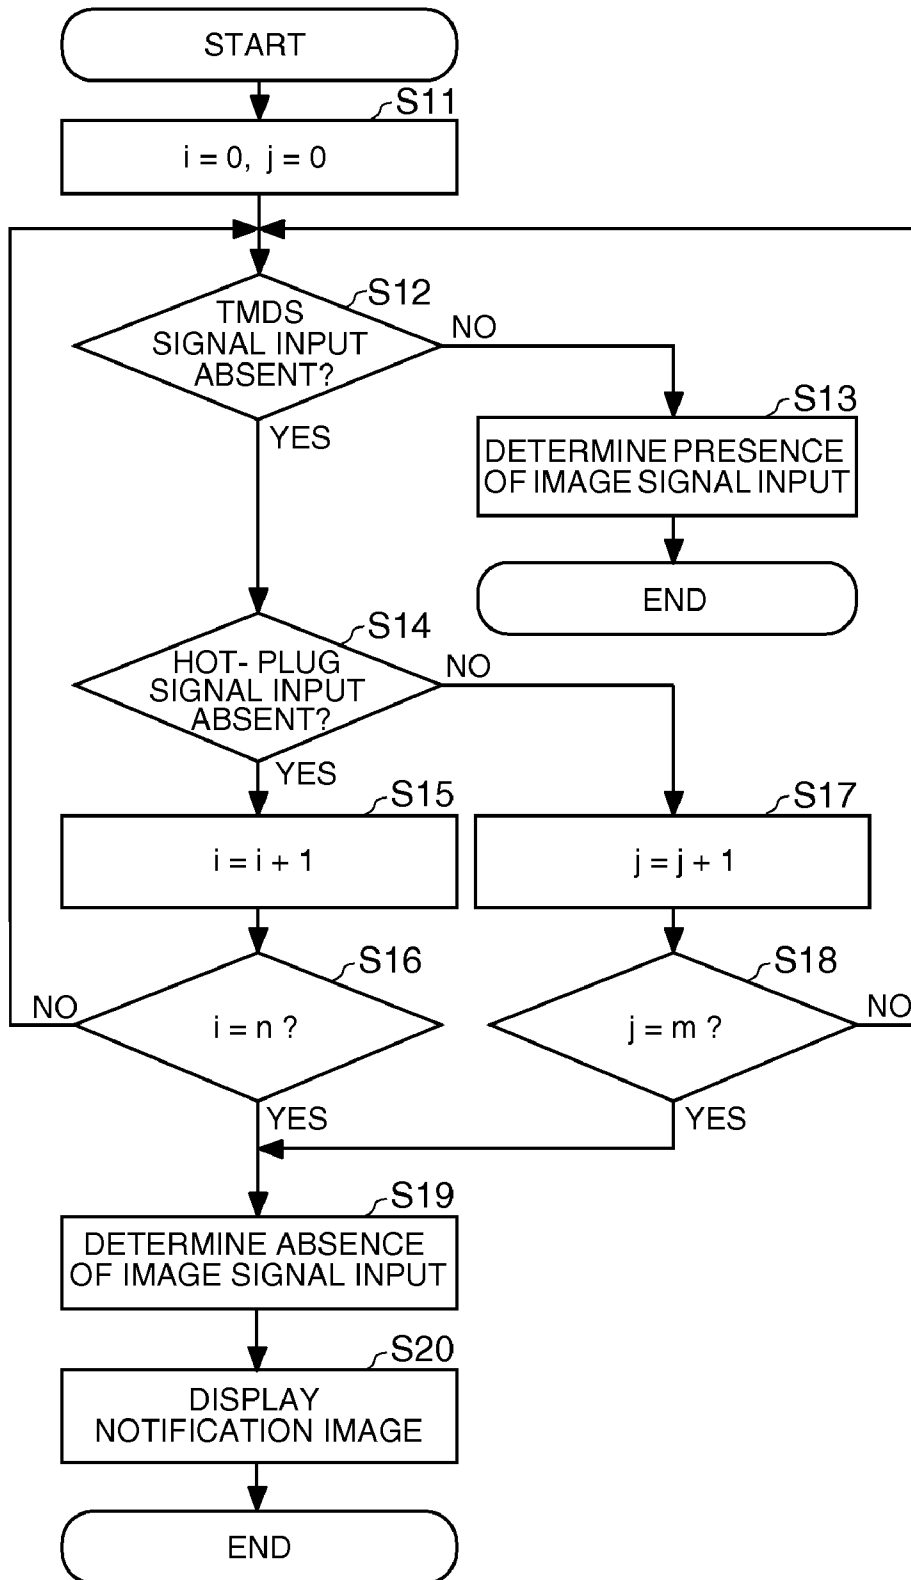 START
S11
i = 0, j = 0
S12
TMDS
SIGNAL INPUT
ABSENT?
NO
YES
S13
DETERMINE PRESENCE
OF IMAGE SIGNAL INPUT
END
S14
HOT- PLUG
SIGNAL INPUT
ABSENT?
NO
YES
S15
i = i + 1
S17
j = j + 1
S16
i = n ?
NO
YES
S18
j = m ?
NO
YES
S19
DETERMINE ABSENCE
OF IMAGE SIGNAL INPUT
S20
DISPLAY
NOTIFICATION IMAGE
END